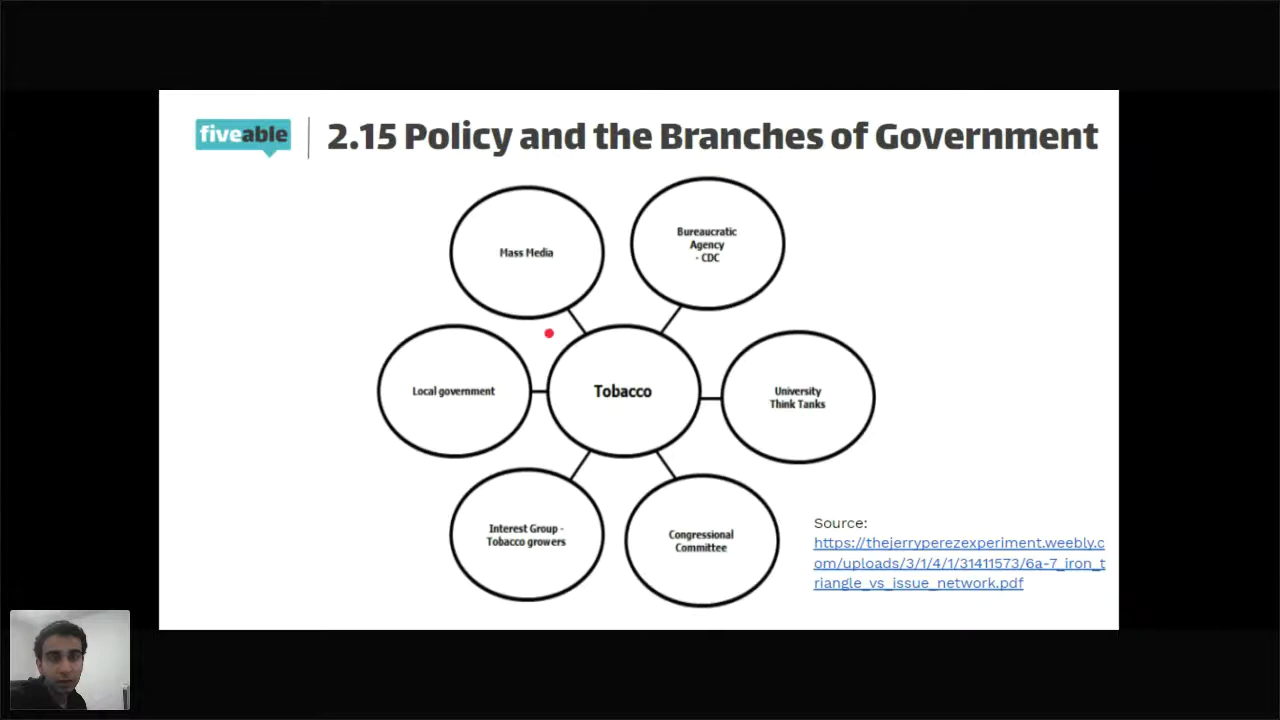 fiveable
2.15 Policy and the Branches of Government
Mass Media
Bureaucratic
Agency
- CDC
Local government
Tobacco
University
Think Tanks
Interest Group -
Tobacco growers
Congressional
Committee
Source:
https://thejerryperezexperiment.weebly.c
om/uploads/3/1/4/1/31411573/6a-7_iron_t
riangle_vs_issue_network.pdf